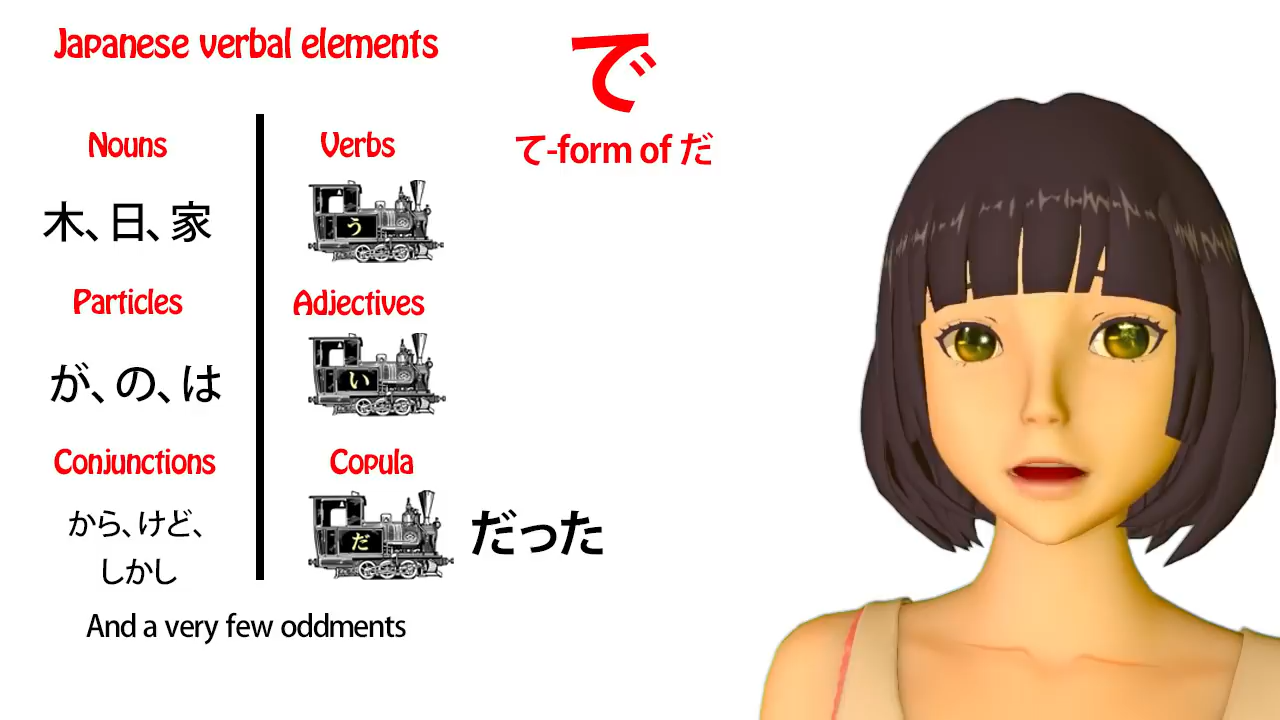 Japanese verbal elements
で
て-form of だ
Nouns
木、日、家
Particles
が、の、は
Conjunctions
から、けど、
しかし
Verbs
う
Adjectives
い
Copula
だ
だった
And a very few oddments